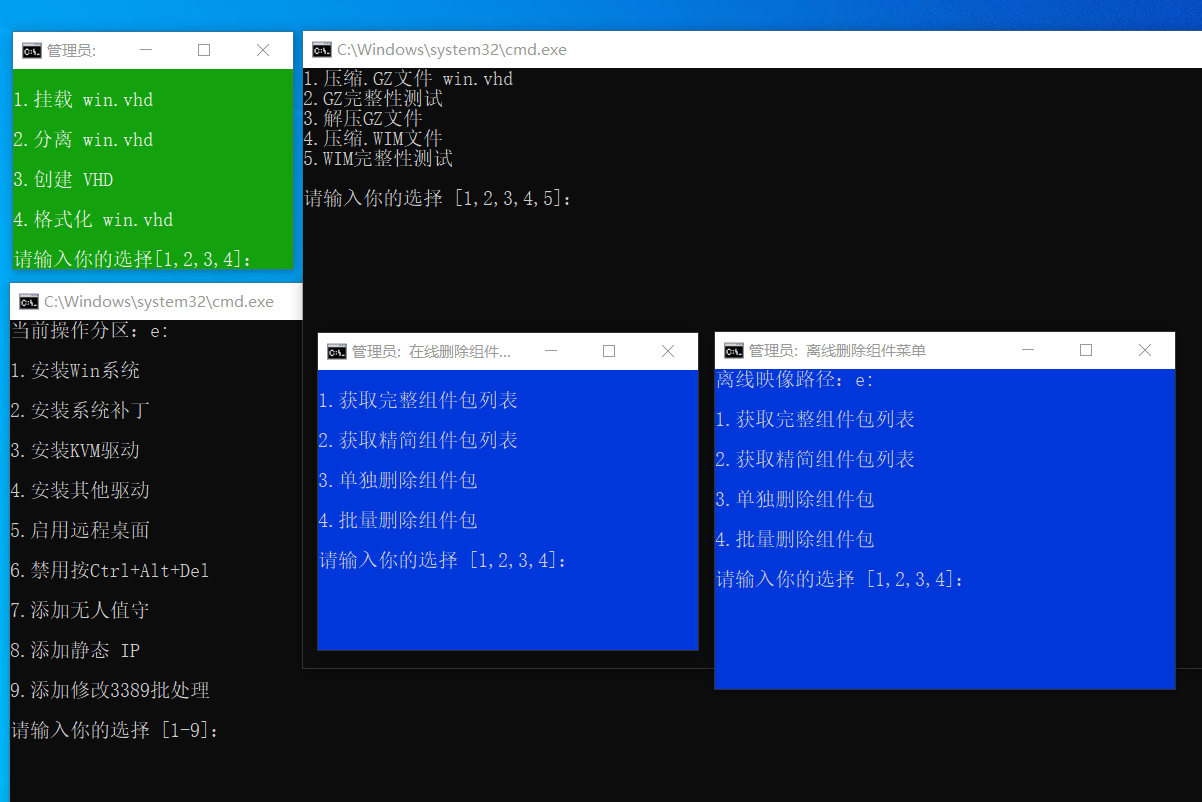 管理员:
1.挂载 win.vhd
2.分离 win.vhd
3.创建 VHD
4.格式化 win.vhd
请输入你的选择[1,2,3,4]:
C:\Windows\system32\cmd.exe
1.压缩.GZ文件 win.vhd
2.GZ完整性测试
3.解压GZ文件
4.压缩.WIM文件
5.WIM完整性测试
请输入你的选择 [1,2,3,4,5]:
C:\Windows\system32\cmd.exe
当前操作分区：e:
1.安装Win系统
2.安装系统补丁
3.安装KVM驱动
4.安装其他驱动
5.启用远程桌面
6.禁用按Ctrl+Alt+Del
7.添加无人值守
8.添加静态 IP
9.添加修改3389批处理
请输入你的选择 [1-9]:
管理员: 在线删除组件...
1.获取完整组件包列表
2.获取精简组件包列表
3.单独删除组件包
4.批量删除组件包
请输入你的选择 [1,2,3,4]:
管理员: 离线删除组件菜单
离线映像路径：e:
1.获取完整组件包列表
2.获取精简组件包列表
3.单独删除组件包
4.批量删除组件包
请输入你的选择 [1,2,3,4]: